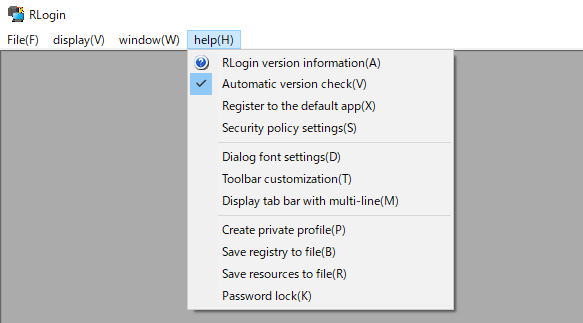 RLogin
File(F) display(V) window(W) help(H)
RLogin version information(A)
Automatic version check(V)
Register to the default app(X)
Security policy settings(S)
Dialog font settings(D)
Toolbar customization(T)
Display tab bar with multi-line(M)
Create private profile(P)
Save registry to file(B)
Save resources to file(R)
Password lock(K)